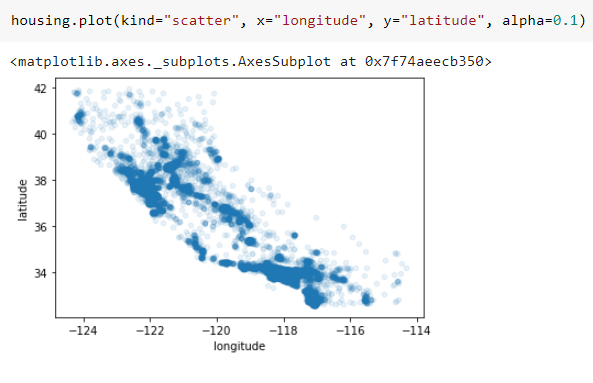 housing.plot(kind="scatter", x="longitude", y="latitude", alpha=0.1)
<matplotlib.axes._subplots.AxesSubplot at 0x7f74aeecb350>
42
40
38
36
34
latitude
−124 −122 −120 −118 −116 −114
longitude